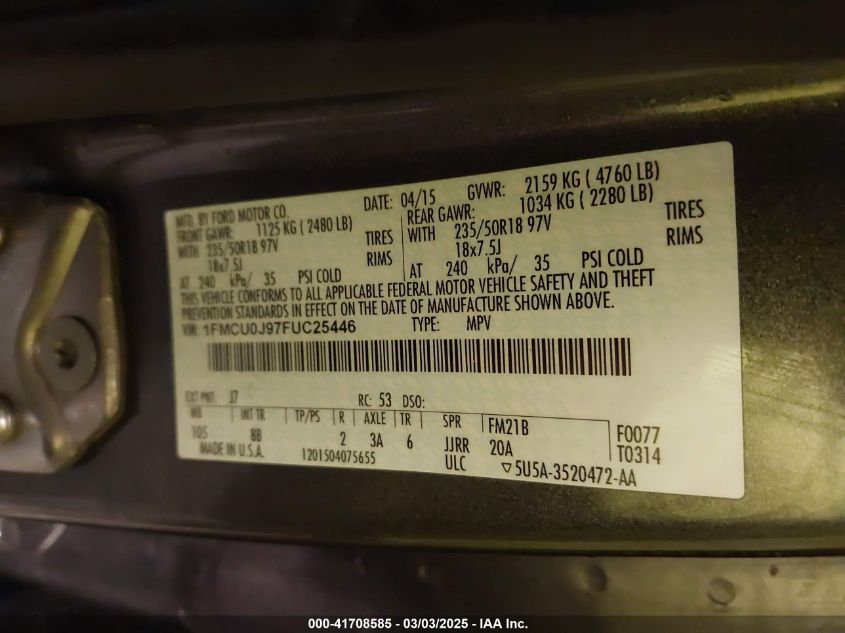 MFD. BY FORD MOTOR CO.
DATE: 04/15 GVWR: 2159 KG ( 4760 LB)
FRONT GAWR: 1125 KG ( 2480 LB)
WITH 235/50R18 97V TIRES
18x7.5J RIMS
AT 240 kPa/ 35 PSI COLD
REAR GAWR: 1034 KG ( 2280 LB)
WITH 235/50R18 97V TIRES
18x7.5J RIMS
AT 240 kPa/ 35 PSI COLD
THIS VEHICLE CONFORMS TO ALL APPLICABLE FEDERAL MOTOR VEHICLE SAFETY AND THEFT
PREVENTION STANDARDS IN EFFECT ON THE DATE OF MANUFACTURE SHOWN ABOVE.
VIN: 1FMCU0J97FUC25446 TYPE: MPV
EXT PNT: J7 RC: 53 DSO:
WB INT TR TP/PS R AXLE TR SPR FM21B
105 8B 2 3A 6 JJRR 20A F0077
MADE IN U.S.A. 1201504075655 ULC ▽5U5A-3520472-AA T0314
000-41708585 - 03/03/2025 - IAA Inc.